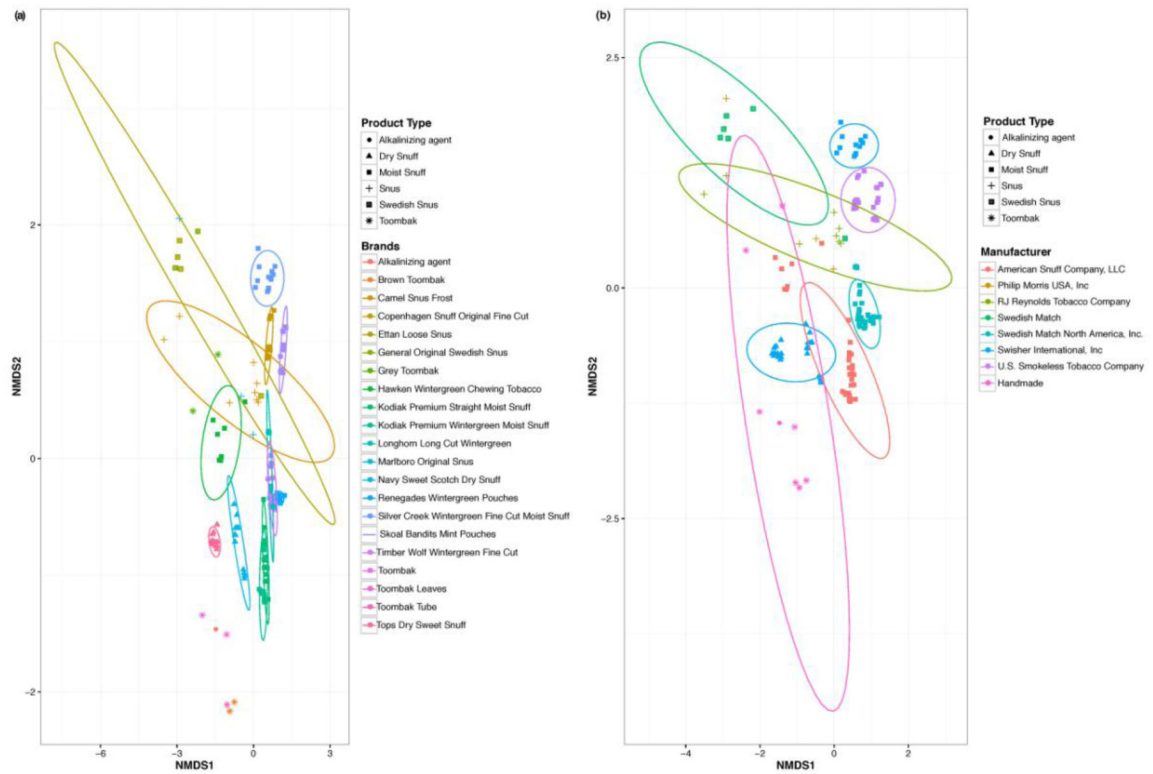 (a)
2
0
−2
NMDS2
−6
−3
0
3
NMDS1
Product Type
Alkalinizing agent
Dry Snuff
Moist Snuff
Snus
Swedish Snus
Toombak
Brands
Alkalinizing agent
Brown Toombak
Camel Snus Frost
Copenhagen Snuff Original Fine Cut
Ettan Loose Snus
General Original Swedish Snus
Grey Toombak
Hawken Wintergreen Chewing Tobacco
Kodiak Premium Straight Moist Snuff
Kodiak Premium Wintergreen Moist Snuff
Longhorn Long Cut Wintergreen
Marlboro Original Snus
Navy Sweet Scotch Dry Snuff
Renegades Wintergreen Pouches
Silver Creek Wintergreen Fine Cut Moist Snuff
Skoal Bandits Mint Pouches
Timber Wolf Wintergreen Fine Cut
Toombak
Toombak Leaves
Toombak Tube
Tops Dry Sweet Snuff
(b)
2.5
0.0
−2.5
NMDS2
−4
−2
0
2
NMDS1
Product Type
Alkalinizing agent
Dry Snuff
Moist Snuff
Snus
Swedish Snus
Toombak
Manufacturer
American Snuff Company, LLC
Philip Morris USA, Inc
RJ Reynolds Tobacco Company
Swedish Match
Swedish Match North America, Inc.
Swisher International, Inc
U.S. Smokeless Tobacco Company
Handmade